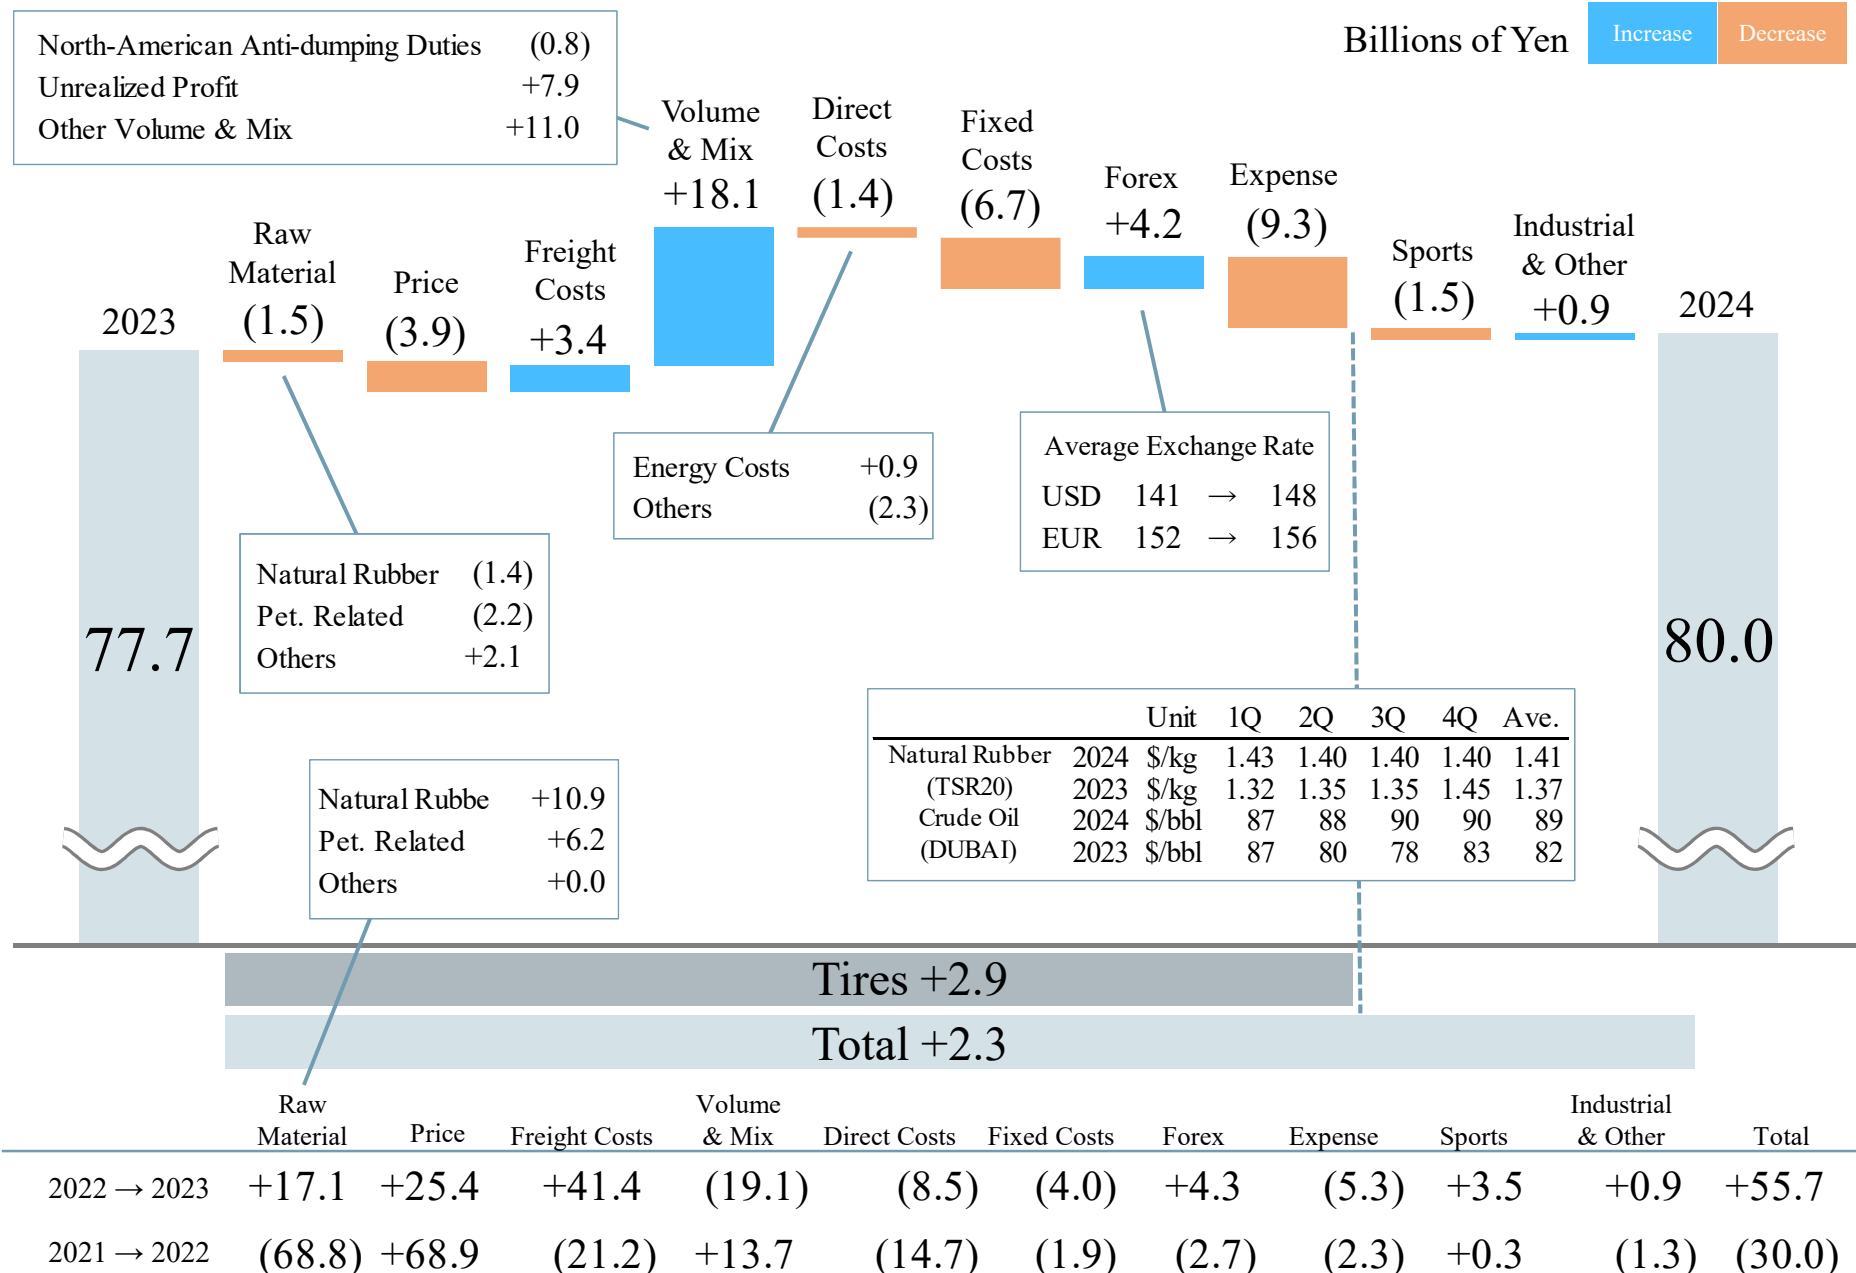 North-American Anti-dumping Duties (0.8)
Unrealized Profit +7.9
Other Volume & Mix +11.0
Billions of Yen
Increase
Decrease
2023
77.7
Raw
Material
(1.5)
Price
(3.9)
Freight
Costs
+3.4
Volume
& Mix
+18.1
Direct
Costs
(1.4)
Fixed
Costs
(6.7)
Forex
+4.2
Expense
(9.3)
Sports
(1.5)
Industrial
& Other
+0.9
2024
80.0
Energy Costs +0.9
Others (2.3)
Average Exchange Rate
USD 141 → 148
EUR 152 → 156
Natural Rubber (1.4)
Pet. Related (2.2)
Others +2.1
Unit 1Q 2Q 3Q 4Q Ave.
Natural Rubber 2024 $/kg 1.43 1.40 1.40 1.40 1.41
(TSR20) 2023 $/kg 1.32 1.35 1.35 1.45 1.37
Crude Oil 2024 $/bbl 87 88 90 90 89
(DUBAI) 2023 $/bbl 87 80 78 83 82
Natural Rubbe +10.9
Pet. Related +6.2
Others +0.0
Tires +2.9
Total +2.3
Raw
Material
Price
Freight Costs
Volume
& Mix
Direct Costs
Fixed Costs
Forex
Expense
Sports
Industrial
& Other
Total
2022 → 2023 +17.1 +25.4 +41.4 (19.1) (8.5) (4.0) +4.3 (5.3) +3.5 +0.9 +55.7
2021 → 2022 (68.8) +68.9 (21.2) +13.7 (14.7) (1.9) (2.7) (2.3) +0.3 (1.3) (30.0)